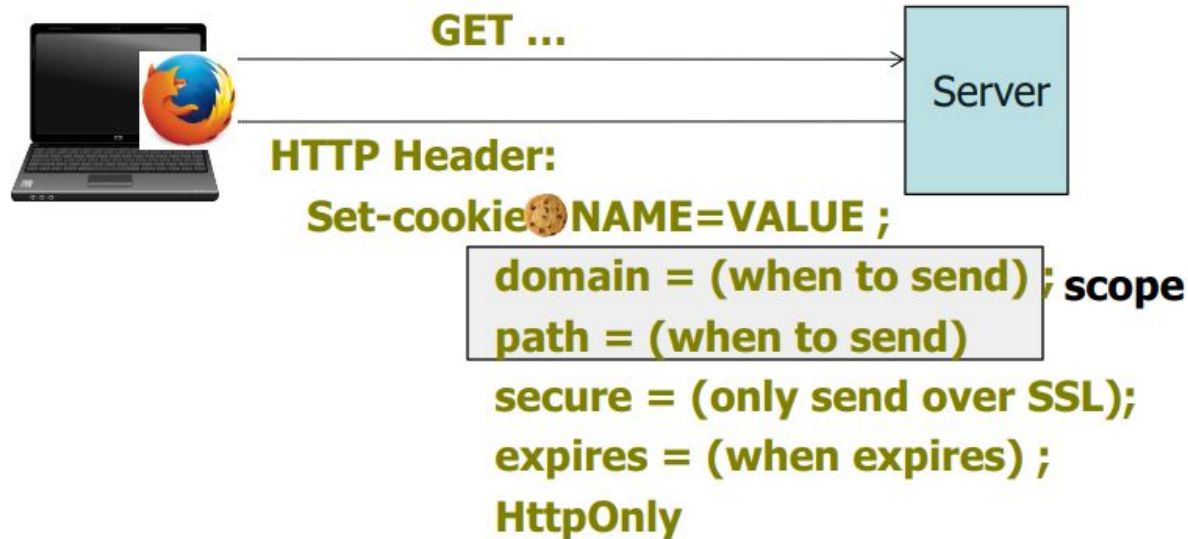 GET ...
Server
HTTP Header:
Set-cookie NAME=VALUE ;
domain = (when to send) ; scope
path = (when to send)
secure = (only send over SSL);
expires = (when expires) ;
HttpOnly